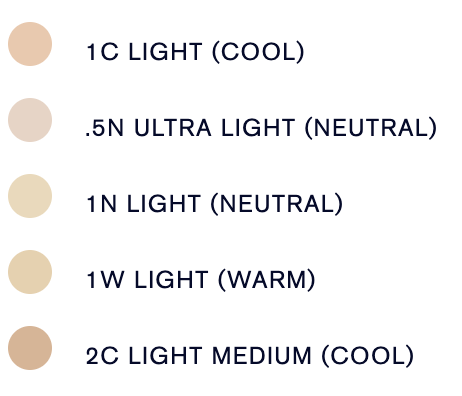 1C LIGHT (COOL)
.5N ULTRA LIGHT (NEUTRAL)
1N LIGHT (NEUTRAL)
1W LIGHT (WARM)
2C LIGHT MEDIUM (COOL)